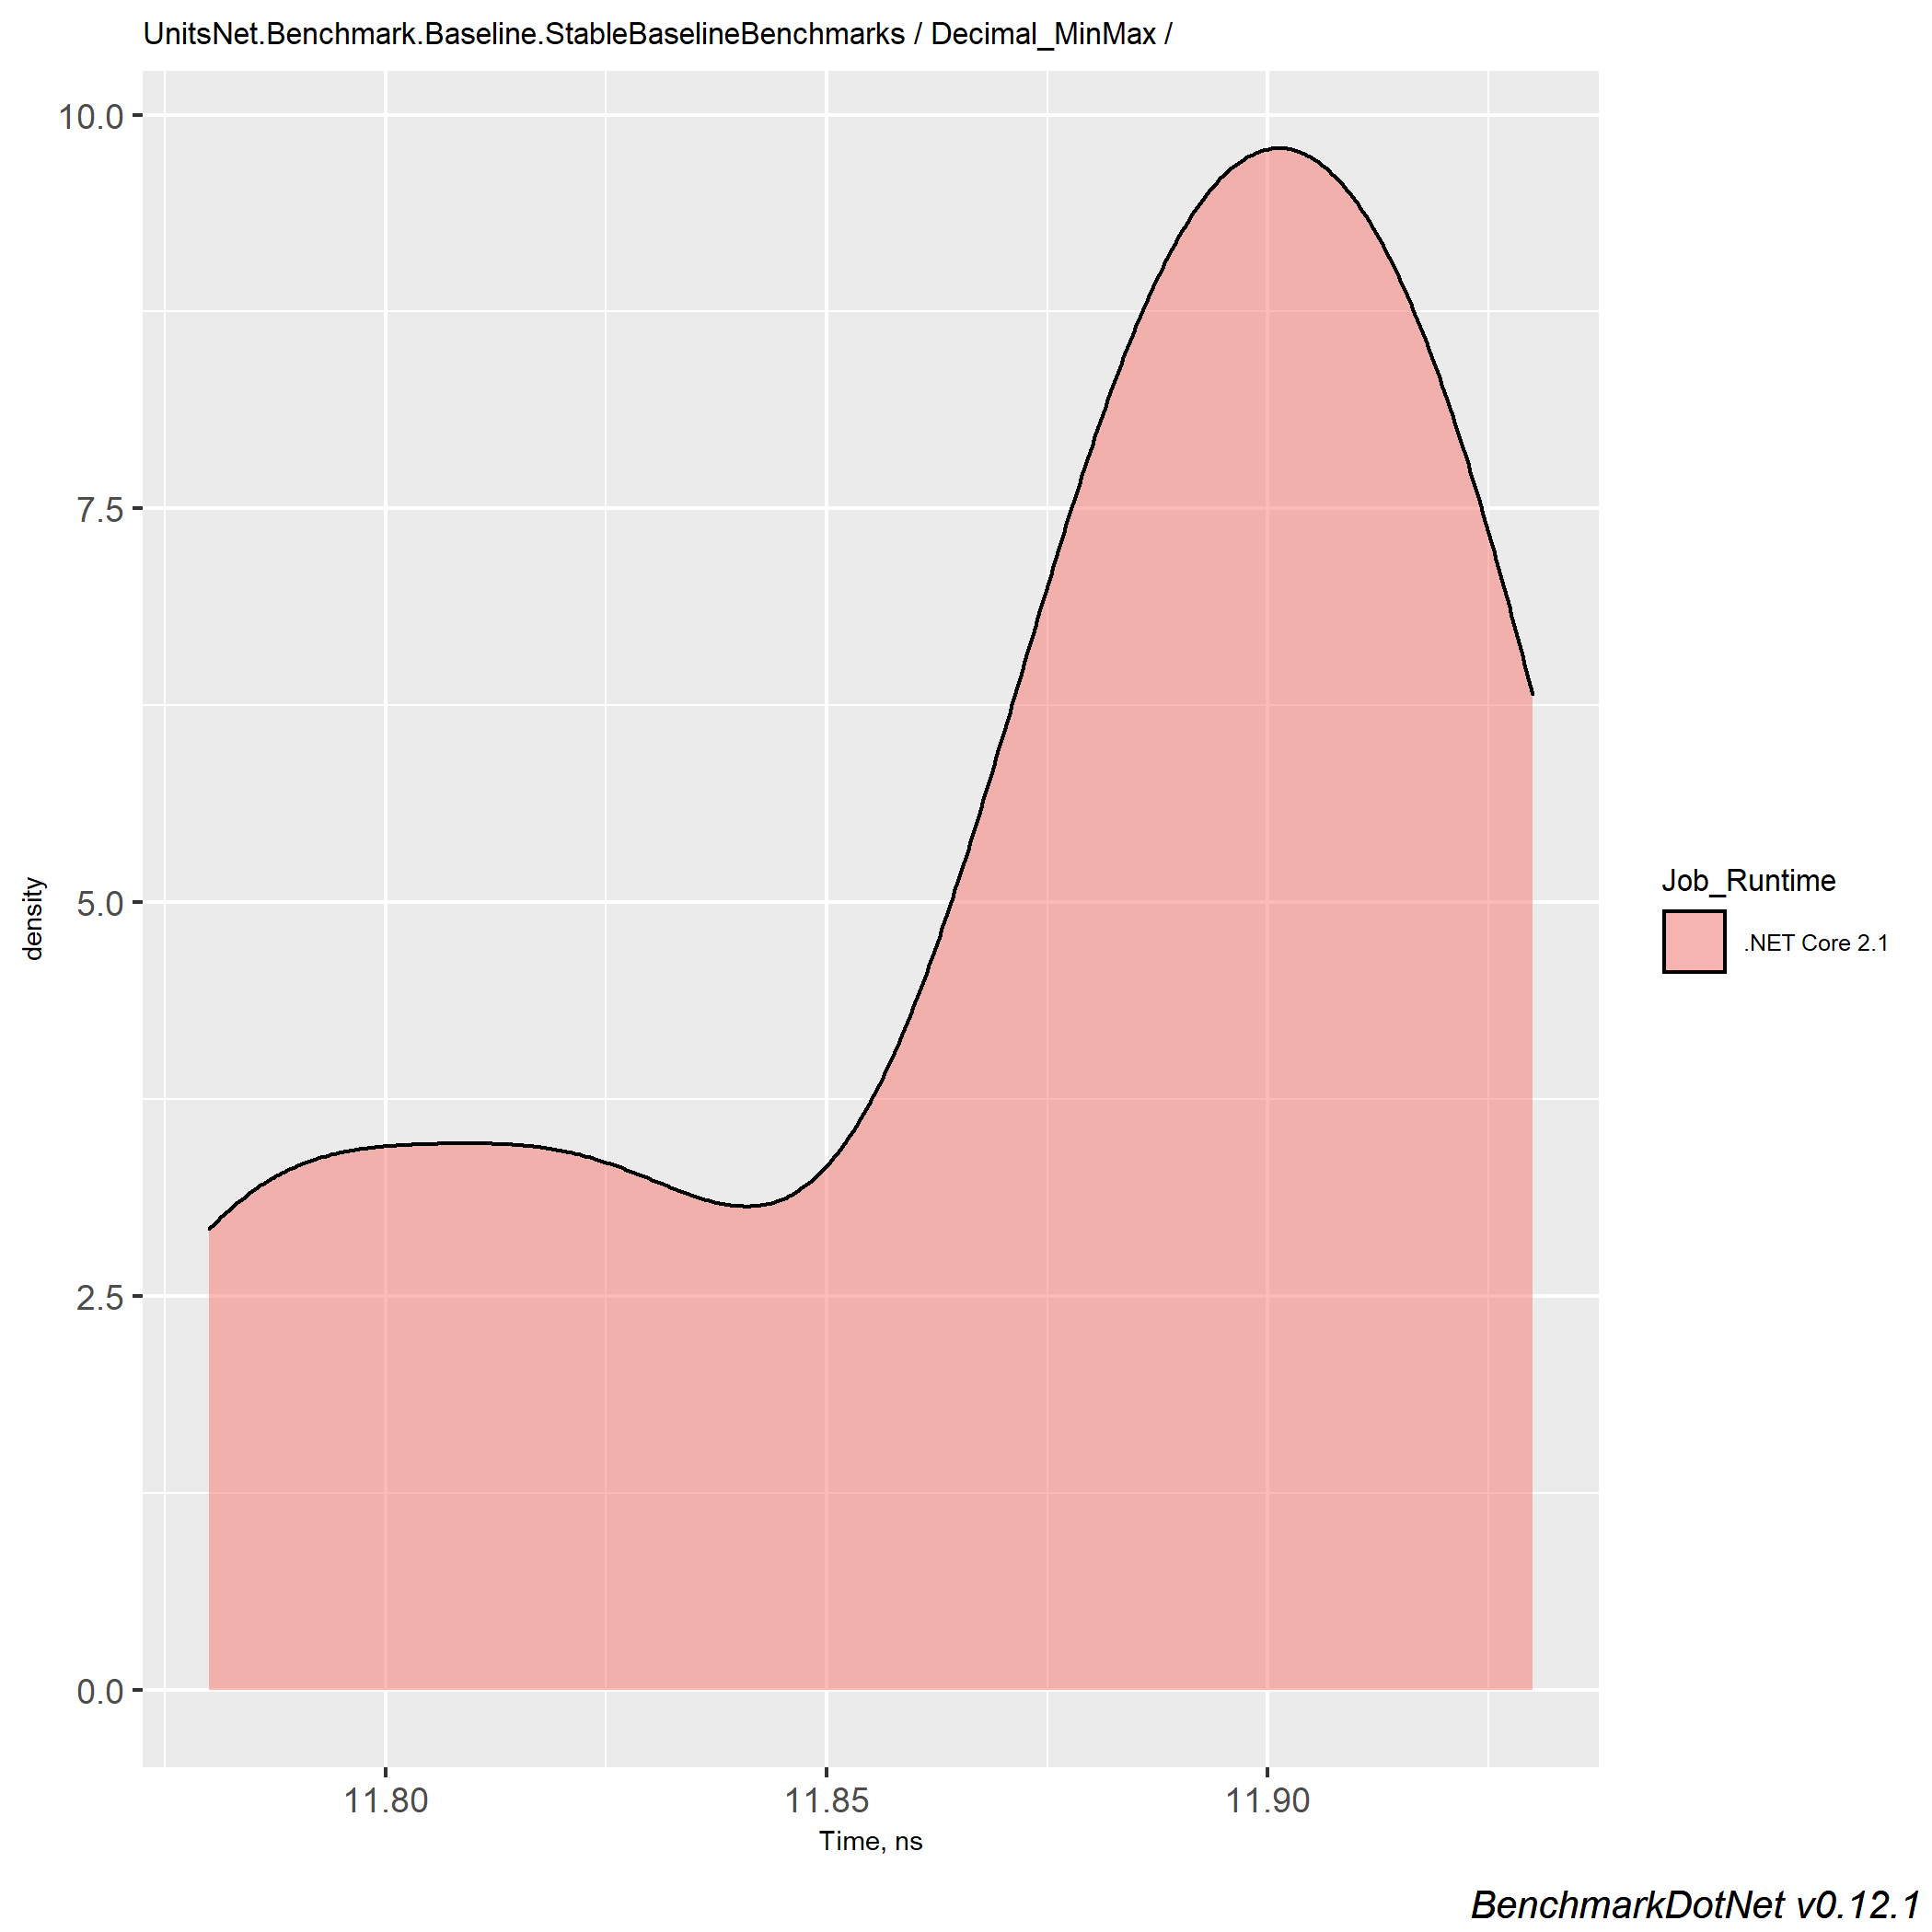 UnitsNet.Benchmark.Baseline.StableBaselineBenchmarks / Decimal_MinMax /
10.0
7.5
5.0
2.5
0.0
density
11.80
11.85
11.90
Time, ns
Job_Runtime
.NET Core 2.1
BenchmarkDotNet v0.12.1